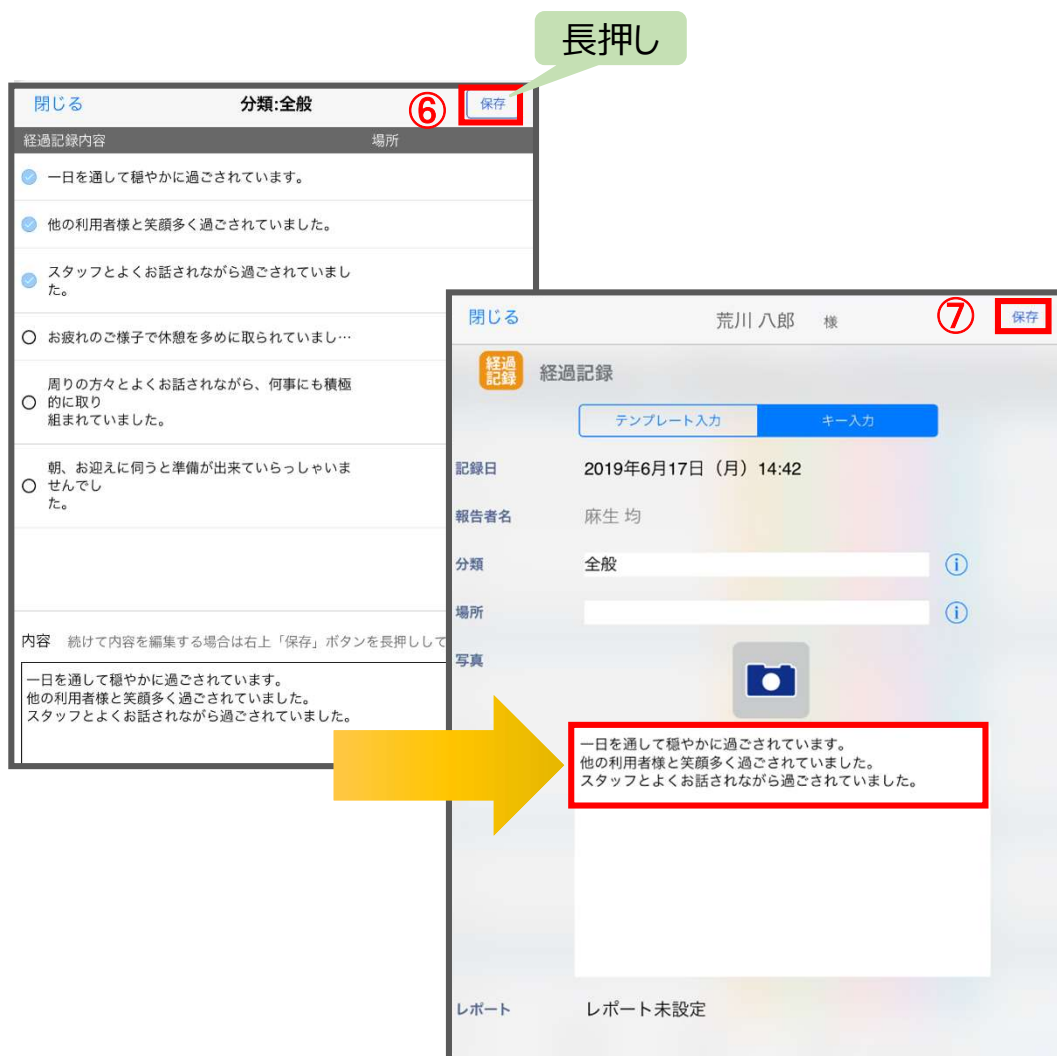 長押し
閉じる
分類:全般
⑥
保存
経過記録内容
場所
一日を通して穏やかに過ごされています。
他の利用者様と笑顔多く過ごされていました。
スタッフとよくお話されながら過ごされていまし
た。
お疲れのご様子で休憩を多めに取られていまし…
周りの方々とよくお話されながら、何事にも積極
的に取り
組まれていました。
朝、お迎えに伺うと準備が出来ていらっしゃいま
せんでし
た。
内容 続けて内容を編集する場合は右上「保存」ボタンを長押しして
一日を通して穏やかに過ごされています。
他の利用者様と笑顔多く過ごされていました。
スタッフとよくお話されながら過ごされていました。
閉じる
荒川 八郎 様
⑦
保存
経過
記録
経過記録
テンプレート入力
キー入力
記録日
2019年6月17日（月）14:42
報告者名
麻生 均
分類
全般
場所
写真
一日を通して穏やかに過ごされています。
他の利用者様と笑顔多く過ごされていました。
スタッフとよくお話されながら過ごされていました。
レポート
レポート未設定